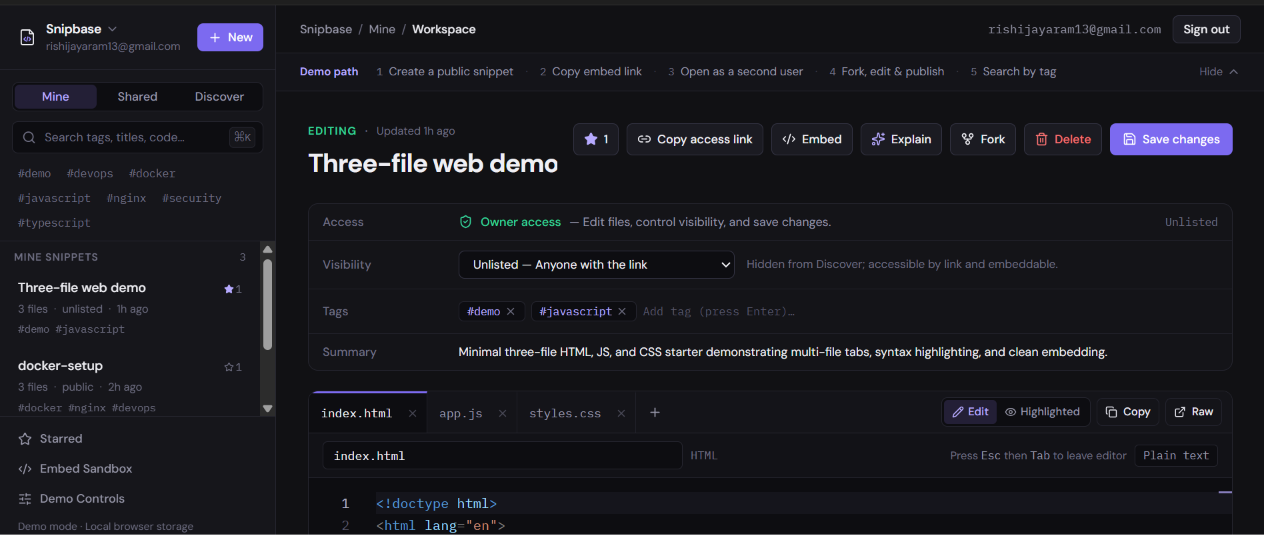 Snipbase
rishijayaram13@gmail.com
New
Mine Shared Discover
Search tags, titles, code... ⌘K
#demo #devops #docker
#javascript #nginx #security
#typescript
MINE SNIPPETS 3
Three-file web demo 1
3 files · unlisted · 1h ago
#demo #javascript
docker-setup 1
3 files · public · 2h ago
#docker #nginx #devops
Starred
Embed Sandbox
Demo Controls
Demo mode · Local browser storage
Snipbase / Mine / Workspace
rishijayaram13@gmail.com Sign out
Demo path 1 Create a public snippet · 2 Copy embed link · 3 Open as a second user · 4 Fork, edit & publish · 5 Search by tag Hide
EDITING · Updated 1h ago
Three-file web demo
1 Copy access link Embed Explain Fork Delete Save changes
Access Owner access — Edit files, control visibility, and save changes. Unlisted
Visibility Unlisted — Anyone with the link Hidden from Discover; accessible by link and embeddable.
Tags #demo × #javascript × Add tag (press Enter)…
Summary Minimal three-file HTML, JS, and CSS starter demonstrating multi-file tabs, syntax highlighting, and clean embedding.
index.html × app.js × styles.css × + Edit Highlighted Copy Raw
index.html HTML Press Esc then Tab to leave editor Plain text
1 <!doctype html>
2 <html lang="en">